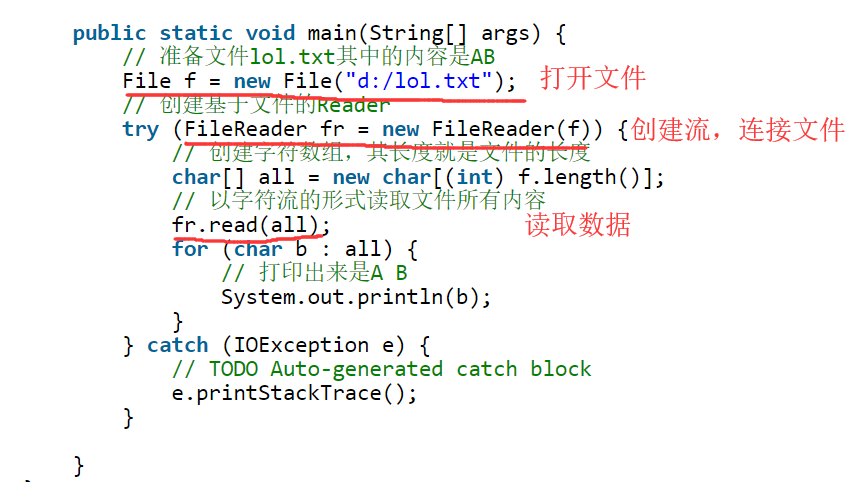 public static void main(String[] args) {
// 准备文件lol.txt其中的内容是AB
File f = new File("d:/lol.txt"); 打开文件
// 创建基于文件的Reader
try (FileReader fr = new FileReader(f)) { 创建流，连接文件
// 创建字符数组，其长度就是文件的长度
char[] all = new char[(int) f.length()];
// 以字符流的形式读取文件所有内容
fr.read(all); 读取数据
for (char b : all) {
// 打印出来是A B
System.out.println(b);
}
} catch (IOException e) {
// TODO Auto-generated catch block
e.printStackTrace();
}
}